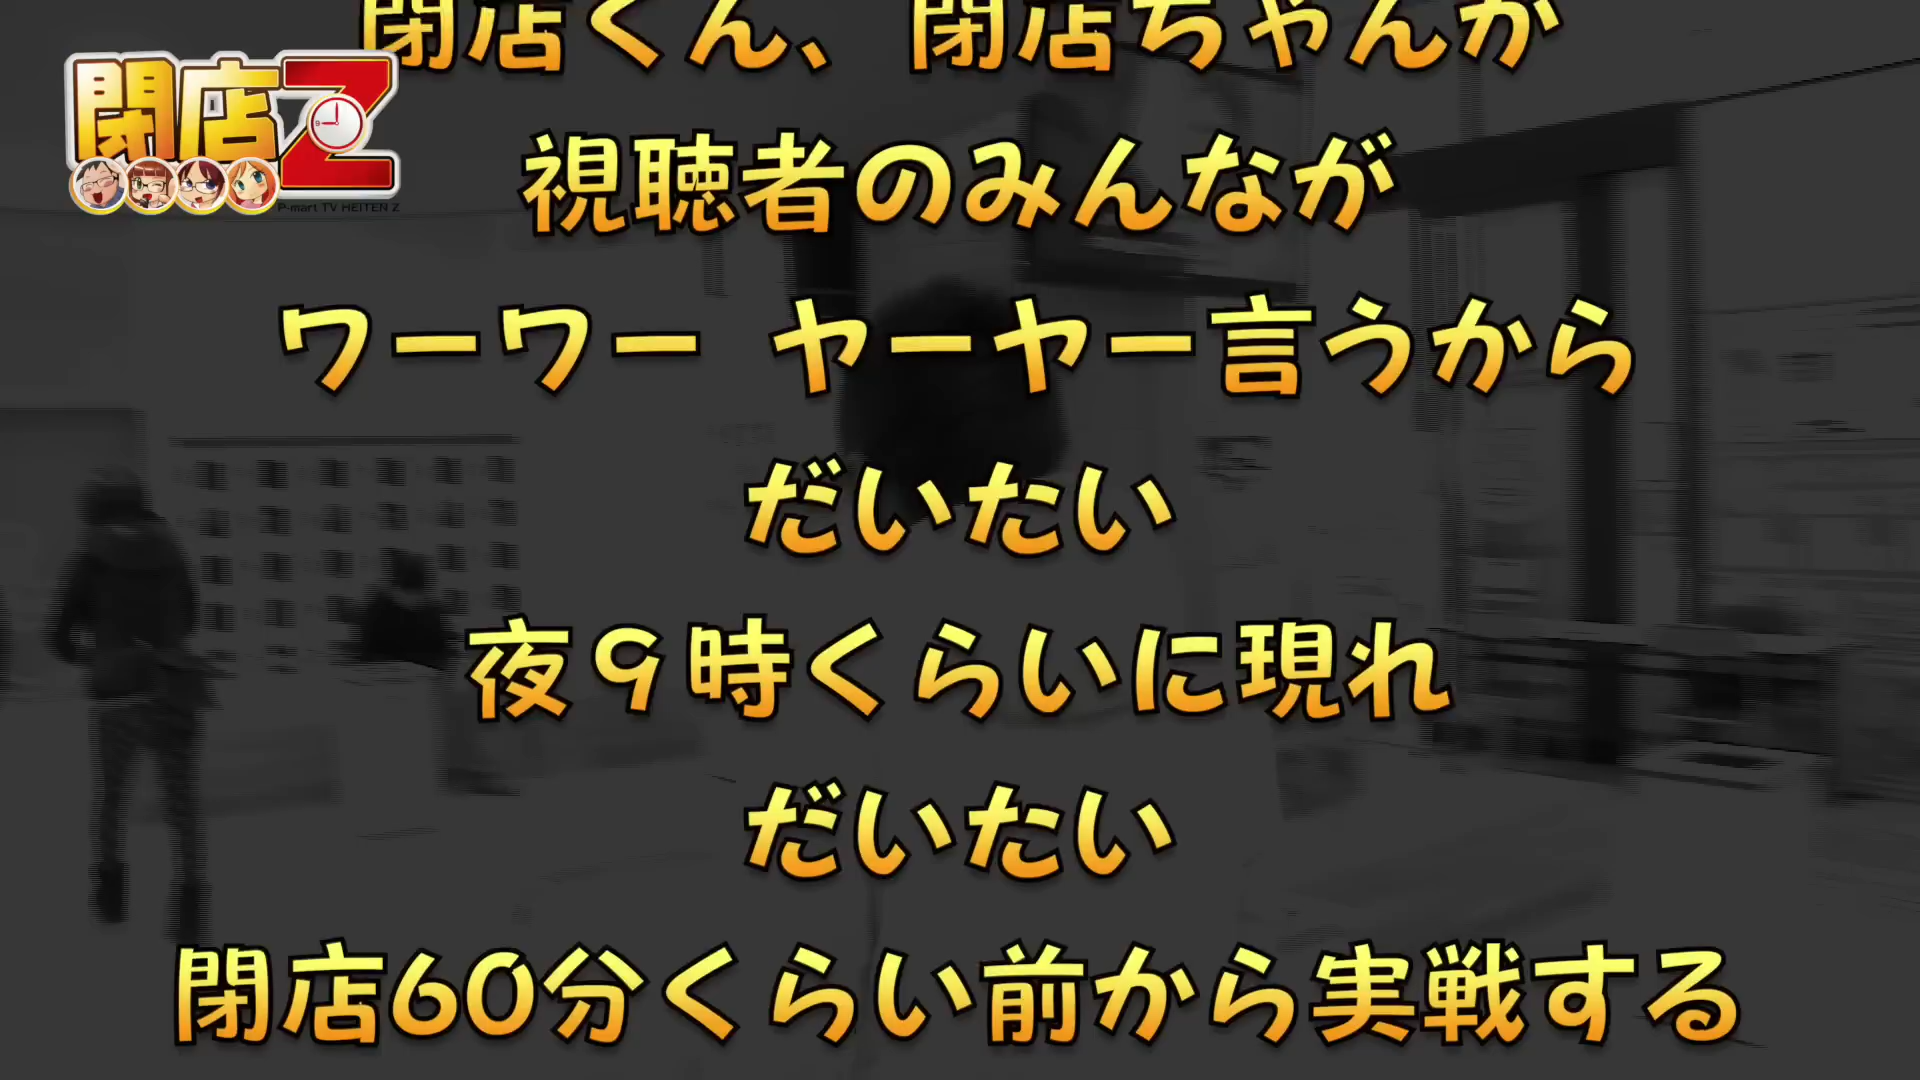 閉店くん、閉店ちゃんが
閉店Z
P-mart TV HEITEN Z
視聴者のみんなが
ワーワー ヤーヤー言うから
だいたい
夜９時くらいに現れ
だいたい
閉店60分くらい前から実戦する